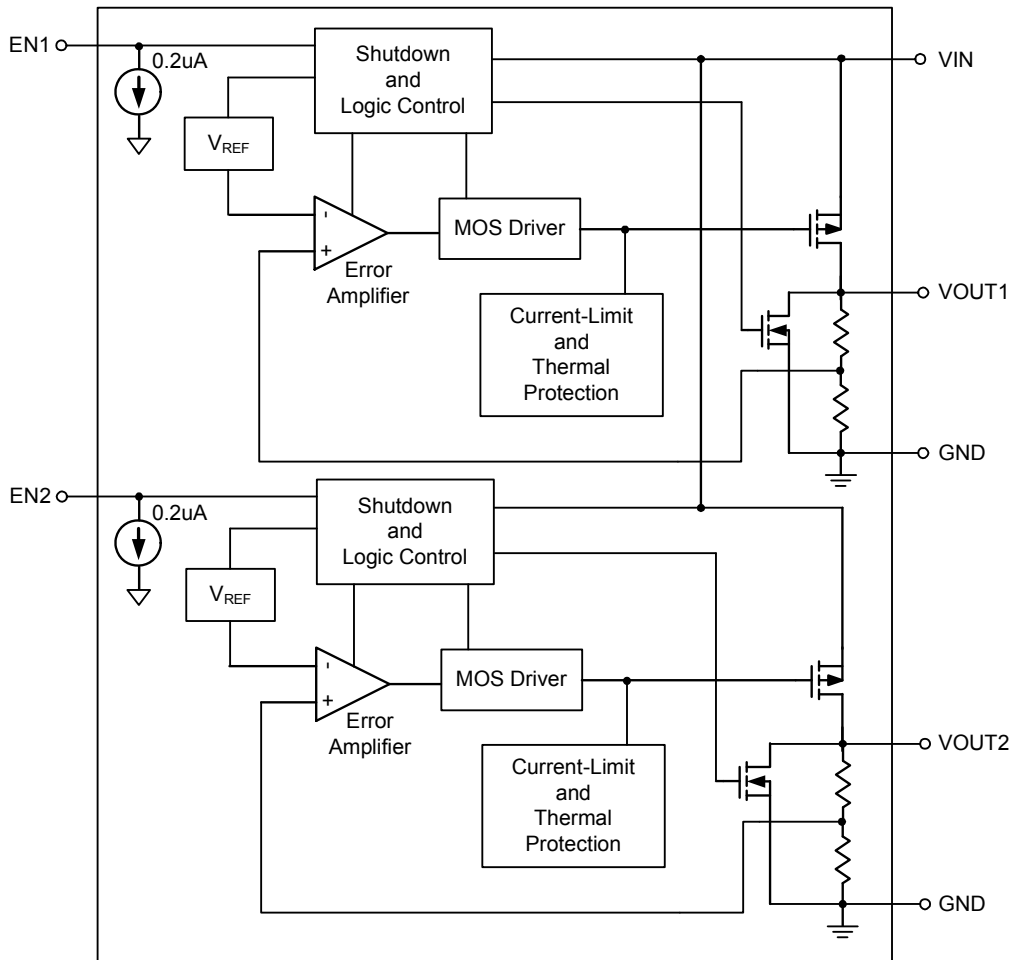 EN1
0.2uA
Shutdown
and
Logic Control
VIN
VREF
-
+
Error
Amplifier
MOS Driver
Current-Limit
and
Thermal
Protection
VOUT1
GND
EN2
0.2uA
Shutdown
and
Logic Control
VREF
-
+
Error
Amplifier
MOS Driver
Current-Limit
and
Thermal
Protection
VOUT2
GND